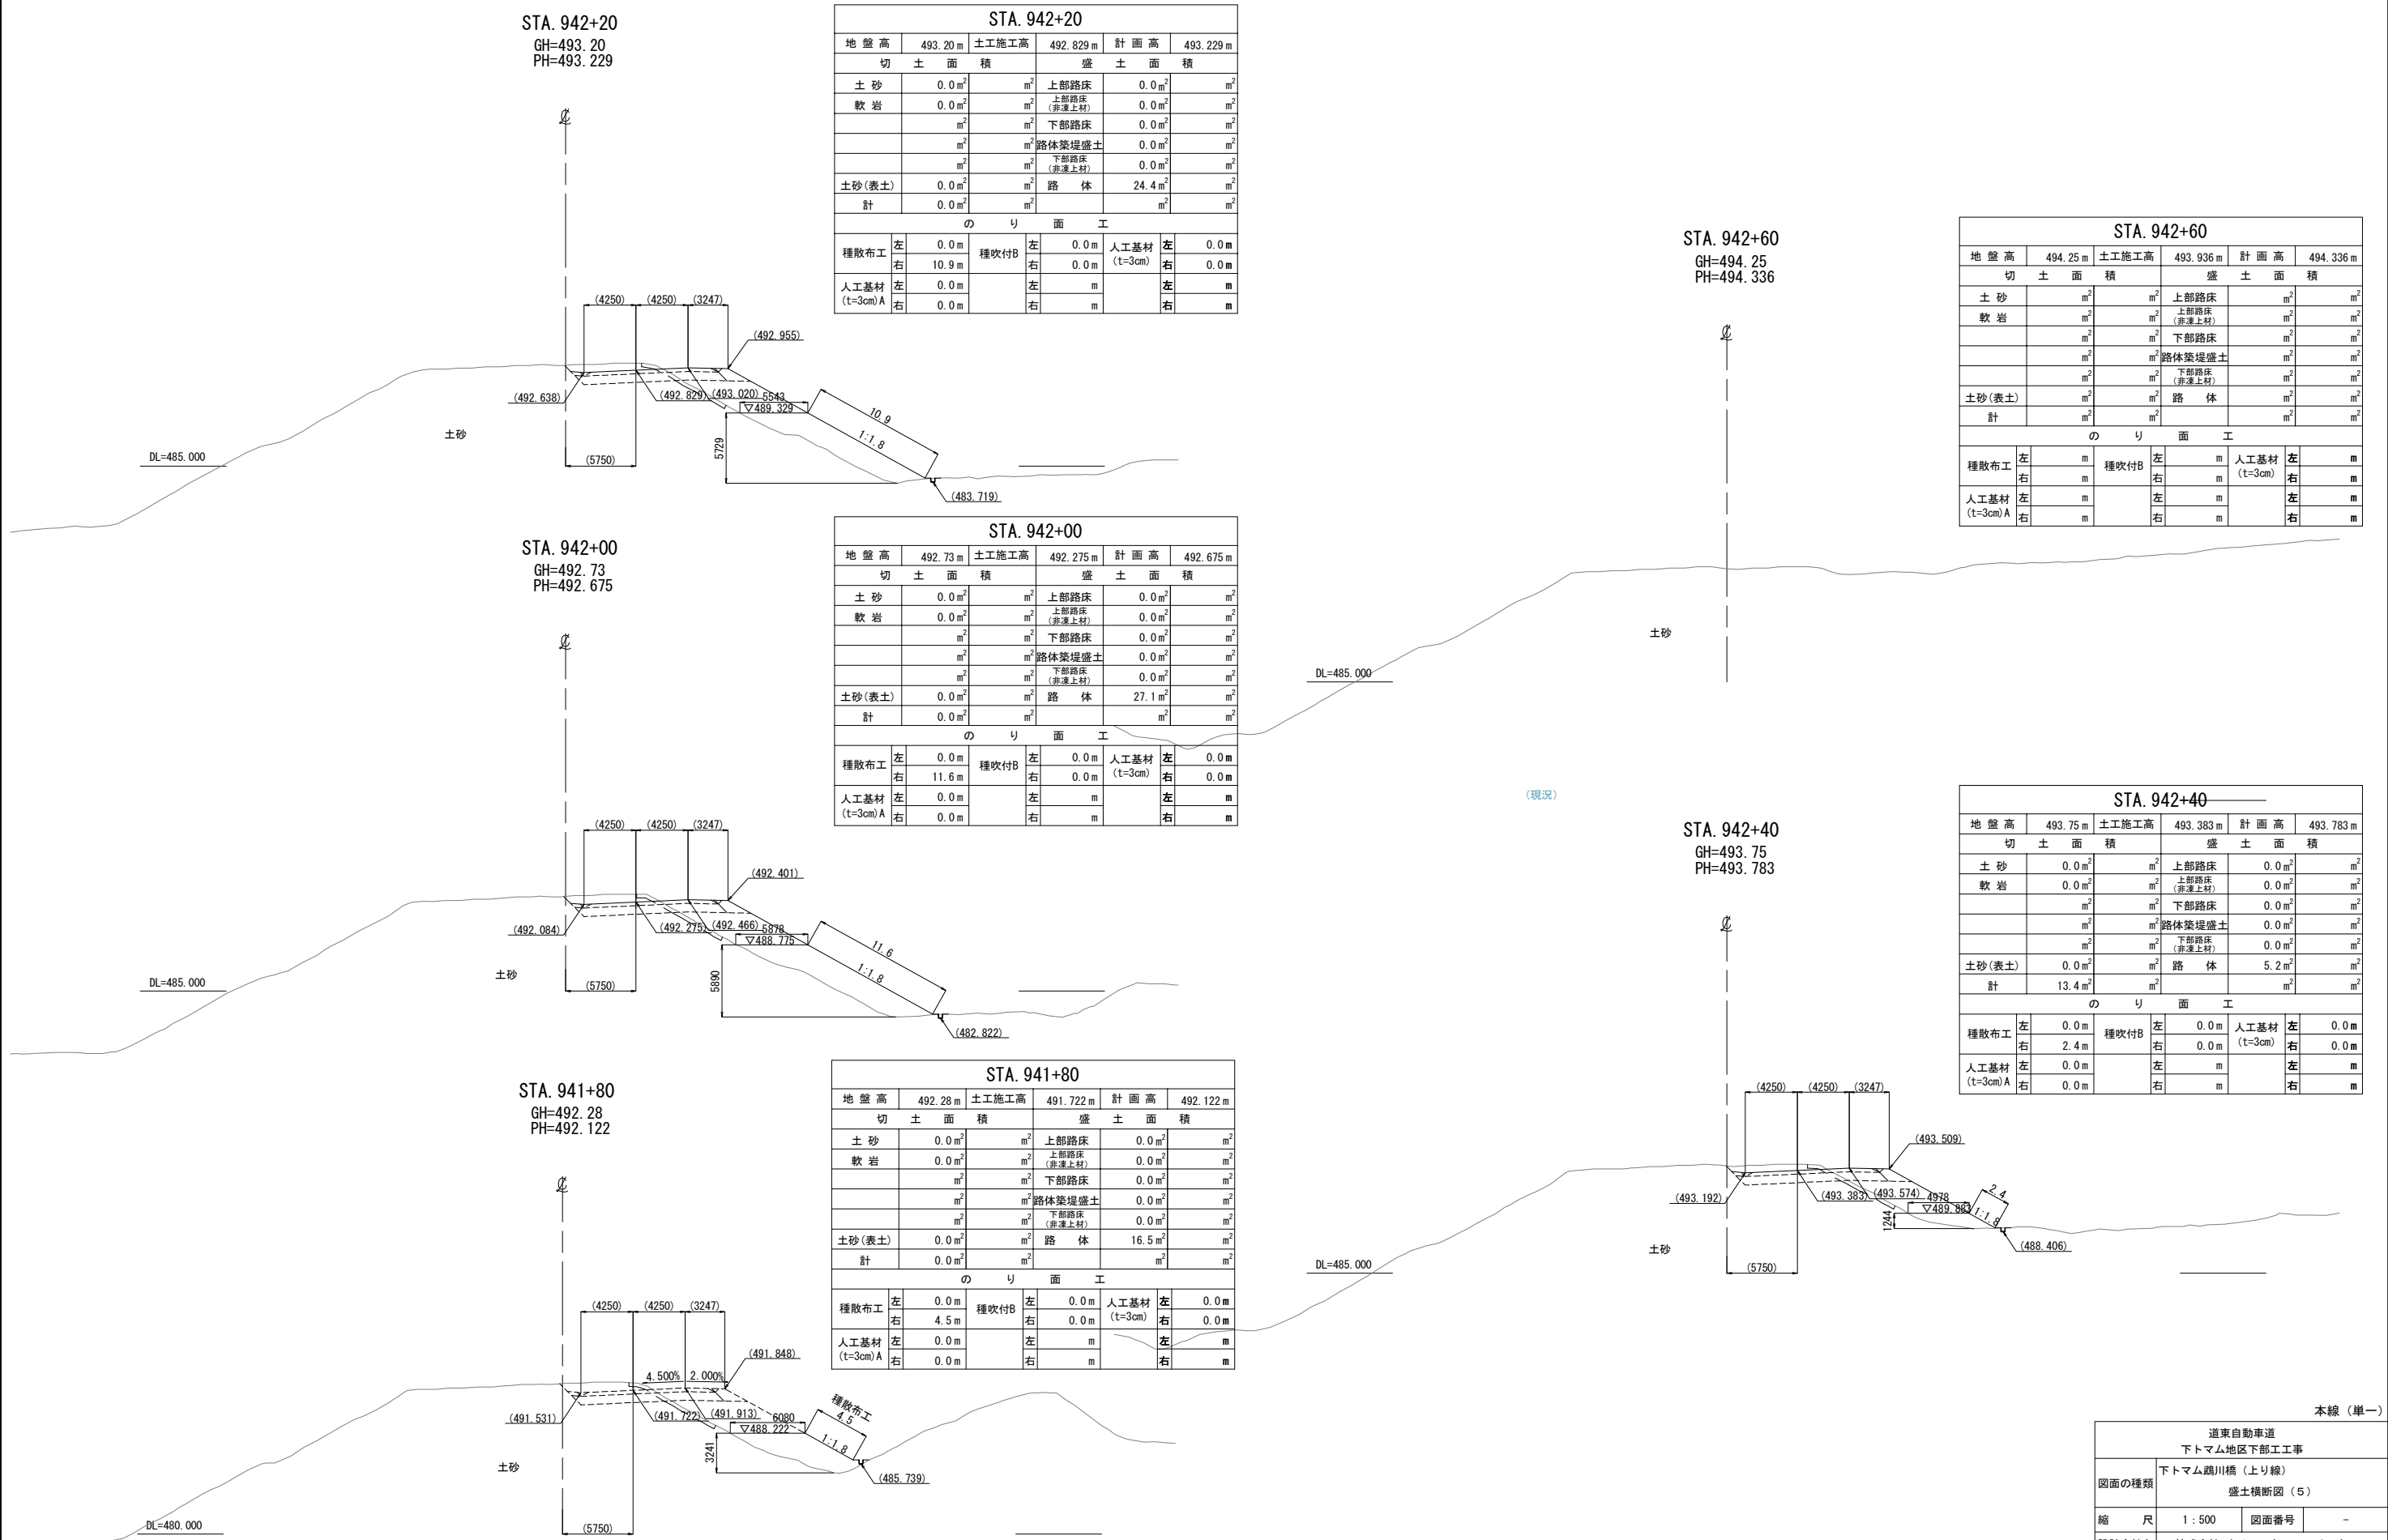 STA. 942+20
GH=493.20
PH=493.229
(4250) (4250) (3247)
(492.955)
(492.638)
(492.829) (493.020) 5543
▽489.329
10.9
1:1.8
5729
土砂
DL=485.000
(5750)
(483.719)
STA. 942+20
地盤高 493.20m 土工施工高 492.829m 計画高 493.229m
切土面積 盛土面積
土砂 0.0m² m² 上部路床 0.0m² m²
軟岩 0.0m² m² 上部路床(非凍上材) 0.0m² m²
m² m² 下部路床 0.0m² m²
m² m² 路体築堤盛土 0.0m² m²
m² m² 下部路床(非凍上材) 0.0m² m²
土砂(表土) 0.0m² m² 路体 24.4m² m²
計 0.0m² m² m² m²
のり面工
種散布工 左 0.0m 種吹付B 左 0.0m 人工基材(t=3cm) 左 0.0m
右 10.9m 右 0.0m 右 0.0m
人工基材(t=3cm)A 左 0.0m 左 m 左 m
右 0.0m 右 m 右 m
STA. 942+00
GH=492.73
PH=492.675
(4250) (4250) (3247)
(492.401)
(492.084)
(492.275) (492.466) 5878
▽488.775
11.6
1:1.8
5890
土砂
DL=485.000
(5750)
(482.822)
STA. 942+00
地盤高 492.73m 土工施工高 492.275m 計画高 492.675m
切土面積 盛土面積
土砂 0.0m² m² 上部路床 0.0m² m²
軟岩 0.0m² m² 上部路床(非凍上材) 0.0m² m²
m² m² 下部路床 0.0m² m²
m² m² 路体築堤盛土 0.0m² m²
m² m² 下部路床(非凍上材) 0.0m² m²
土砂(表土) 0.0m² m² 路体 27.1m² m²
計 0.0m² m² m² m²
のり面工
種散布工 左 0.0m 種吹付B 左 0.0m 人工基材(t=3cm) 左 0.0m
右 11.6m 右 0.0m 右 0.0m
人工基材(t=3cm)A 左 0.0m 左 m 左 m
右 0.0m 右 m 右 m
STA. 941+80
GH=492.28
PH=492.122
(4250) (4250) (3247)
(491.848)
4.500% 2.000%
(491.531)
(491.722) (491.913) 6080
▽488.222
種散布工
4.5
1:1.8
3241
土砂
(485.739)
DL=480.000
(5750)
STA. 941+80
地盤高 492.28m 土工施工高 491.722m 計画高 492.122m
切土面積 盛土面積
土砂 0.0m² m² 上部路床 0.0m² m²
軟岩 0.0m² m² 上部路床(非凍上材) 0.0m² m²
m² m² 下部路床 0.0m² m²
m² m² 路体築堤盛土 0.0m² m²
m² m² 下部路床(非凍上材) 0.0m² m²
土砂(表土) 0.0m² m² 路体 16.5m² m²
計 0.0m² m² m² m²
のり面工
種散布工 左 0.0m 種吹付B 左 0.0m 人工基材(t=3cm) 左 0.0m
右 4.5m 右 0.0m 右 0.0m
人工基材(t=3cm)A 左 0.0m 左 m 左 m
右 0.0m 右 m 右 m
STA. 942+60
GH=494.25
PH=494.336
土砂
DL=485.000
STA. 942+60
地盤高 494.25m 土工施工高 493.936m 計画高 494.336m
切土面積 盛土面積
土砂 m² m² 上部路床 m² m²
軟岩 m² m² 上部路床(非凍上材) m² m²
m² m² 下部路床 m² m²
m² m² 路体築堤盛土 m² m²
m² m² 下部路床(非凍上材) m² m²
土砂(表土) m² m² 路体 m² m²
計 m² m² m² m²
のり面工
種散布工 左 m 種吹付B 左 m 人工基材(t=3cm) 左 m
右 m 右 m 右 m
人工基材(t=3cm)A 左 m 左 m 左 m
右 m 右 m 右 m
(現況)
STA. 942+40
GH=493.75
PH=493.783
(4250) (4250) (3247)
(493.509)
(493.192)
(493.383) (493.574) 4978
▽489.883
2.4
1:1.8
1244
土砂
(488.406)
DL=485.000
(5750)
STA. 942+40
地盤高 493.75m 土工施工高 493.383m 計画高 493.783m
切土面積 盛土面積
土砂 0.0m² m² 上部路床 0.0m² m²
軟岩 0.0m² m² 上部路床(非凍上材) 0.0m² m²
m² m² 下部路床 0.0m² m²
m² m² 路体築堤盛土 0.0m² m²
m² m² 下部路床(非凍上材) 0.0m² m²
土砂(表土) 0.0m² m² 路体 5.2m² m²
計 13.4m² m² m² m²
のり面工
種散布工 左 0.0m 種吹付B 左 0.0m 人工基材(t=3cm) 左 0.0m
右 2.4m 右 0.0m 右 0.0m
人工基材(t=3cm)A 左 0.0m 左 m 左 m
右 0.0m 右 m 右 m
本線(単一)
道東自動車道
下トマム地区下部工工事
図面の種類 下トマム鵡川橋(上り線)
盛土横断図(5)
縮尺 1:500 図面番号 -